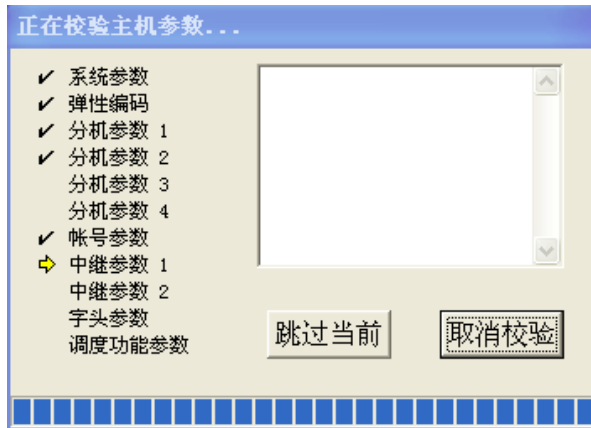 正在校验主机参数...
系统参数
弹性编码
分机参数 1
分机参数 2
分机参数 3
分机参数 4
帐号参数
中继参数 1
中继参数 2
字头参数
调度功能参数
跳过当前
取消校验